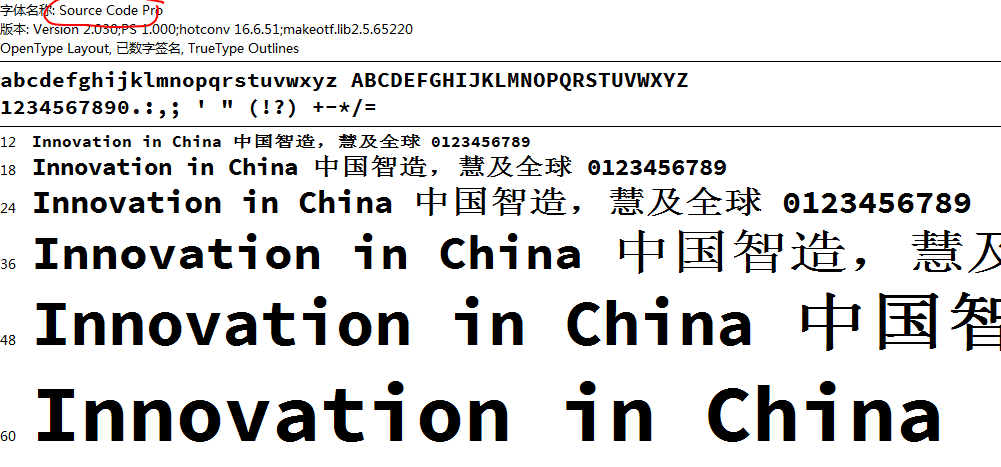 字体名称: Source Code Pro
版本: Version 2.030;PS 1.000;hotconv 16.6.51;makeotf.lib2.5.65220
OpenType Layout, 已数字签名, TrueType Outlines
abcdefghijklmnopqrstuvwxyz ABCDEFGHIJKLMNOPQRSTUVWXYZ
1234567890.:,; ' " (!?) +-*/=
12 Innovation in China 中国智造，慧及全球 0123456789
18 Innovation in China 中国智造，慧及全球 0123456789
24 Innovation in China 中国智造，慧及全球 0123456789
36 Innovation in China 中国智造，慧及
48 Innovation in China 中国智
60 Innovation in China